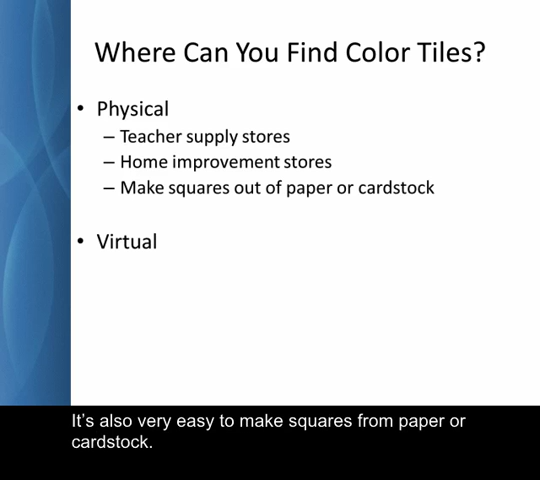 Where Can You Find Color Tiles?
• Physical
– Teacher supply stores
– Home improvement stores
– Make squares out of paper or cardstock
• Virtual
It's also very easy to make squares from paper or
cardstock.